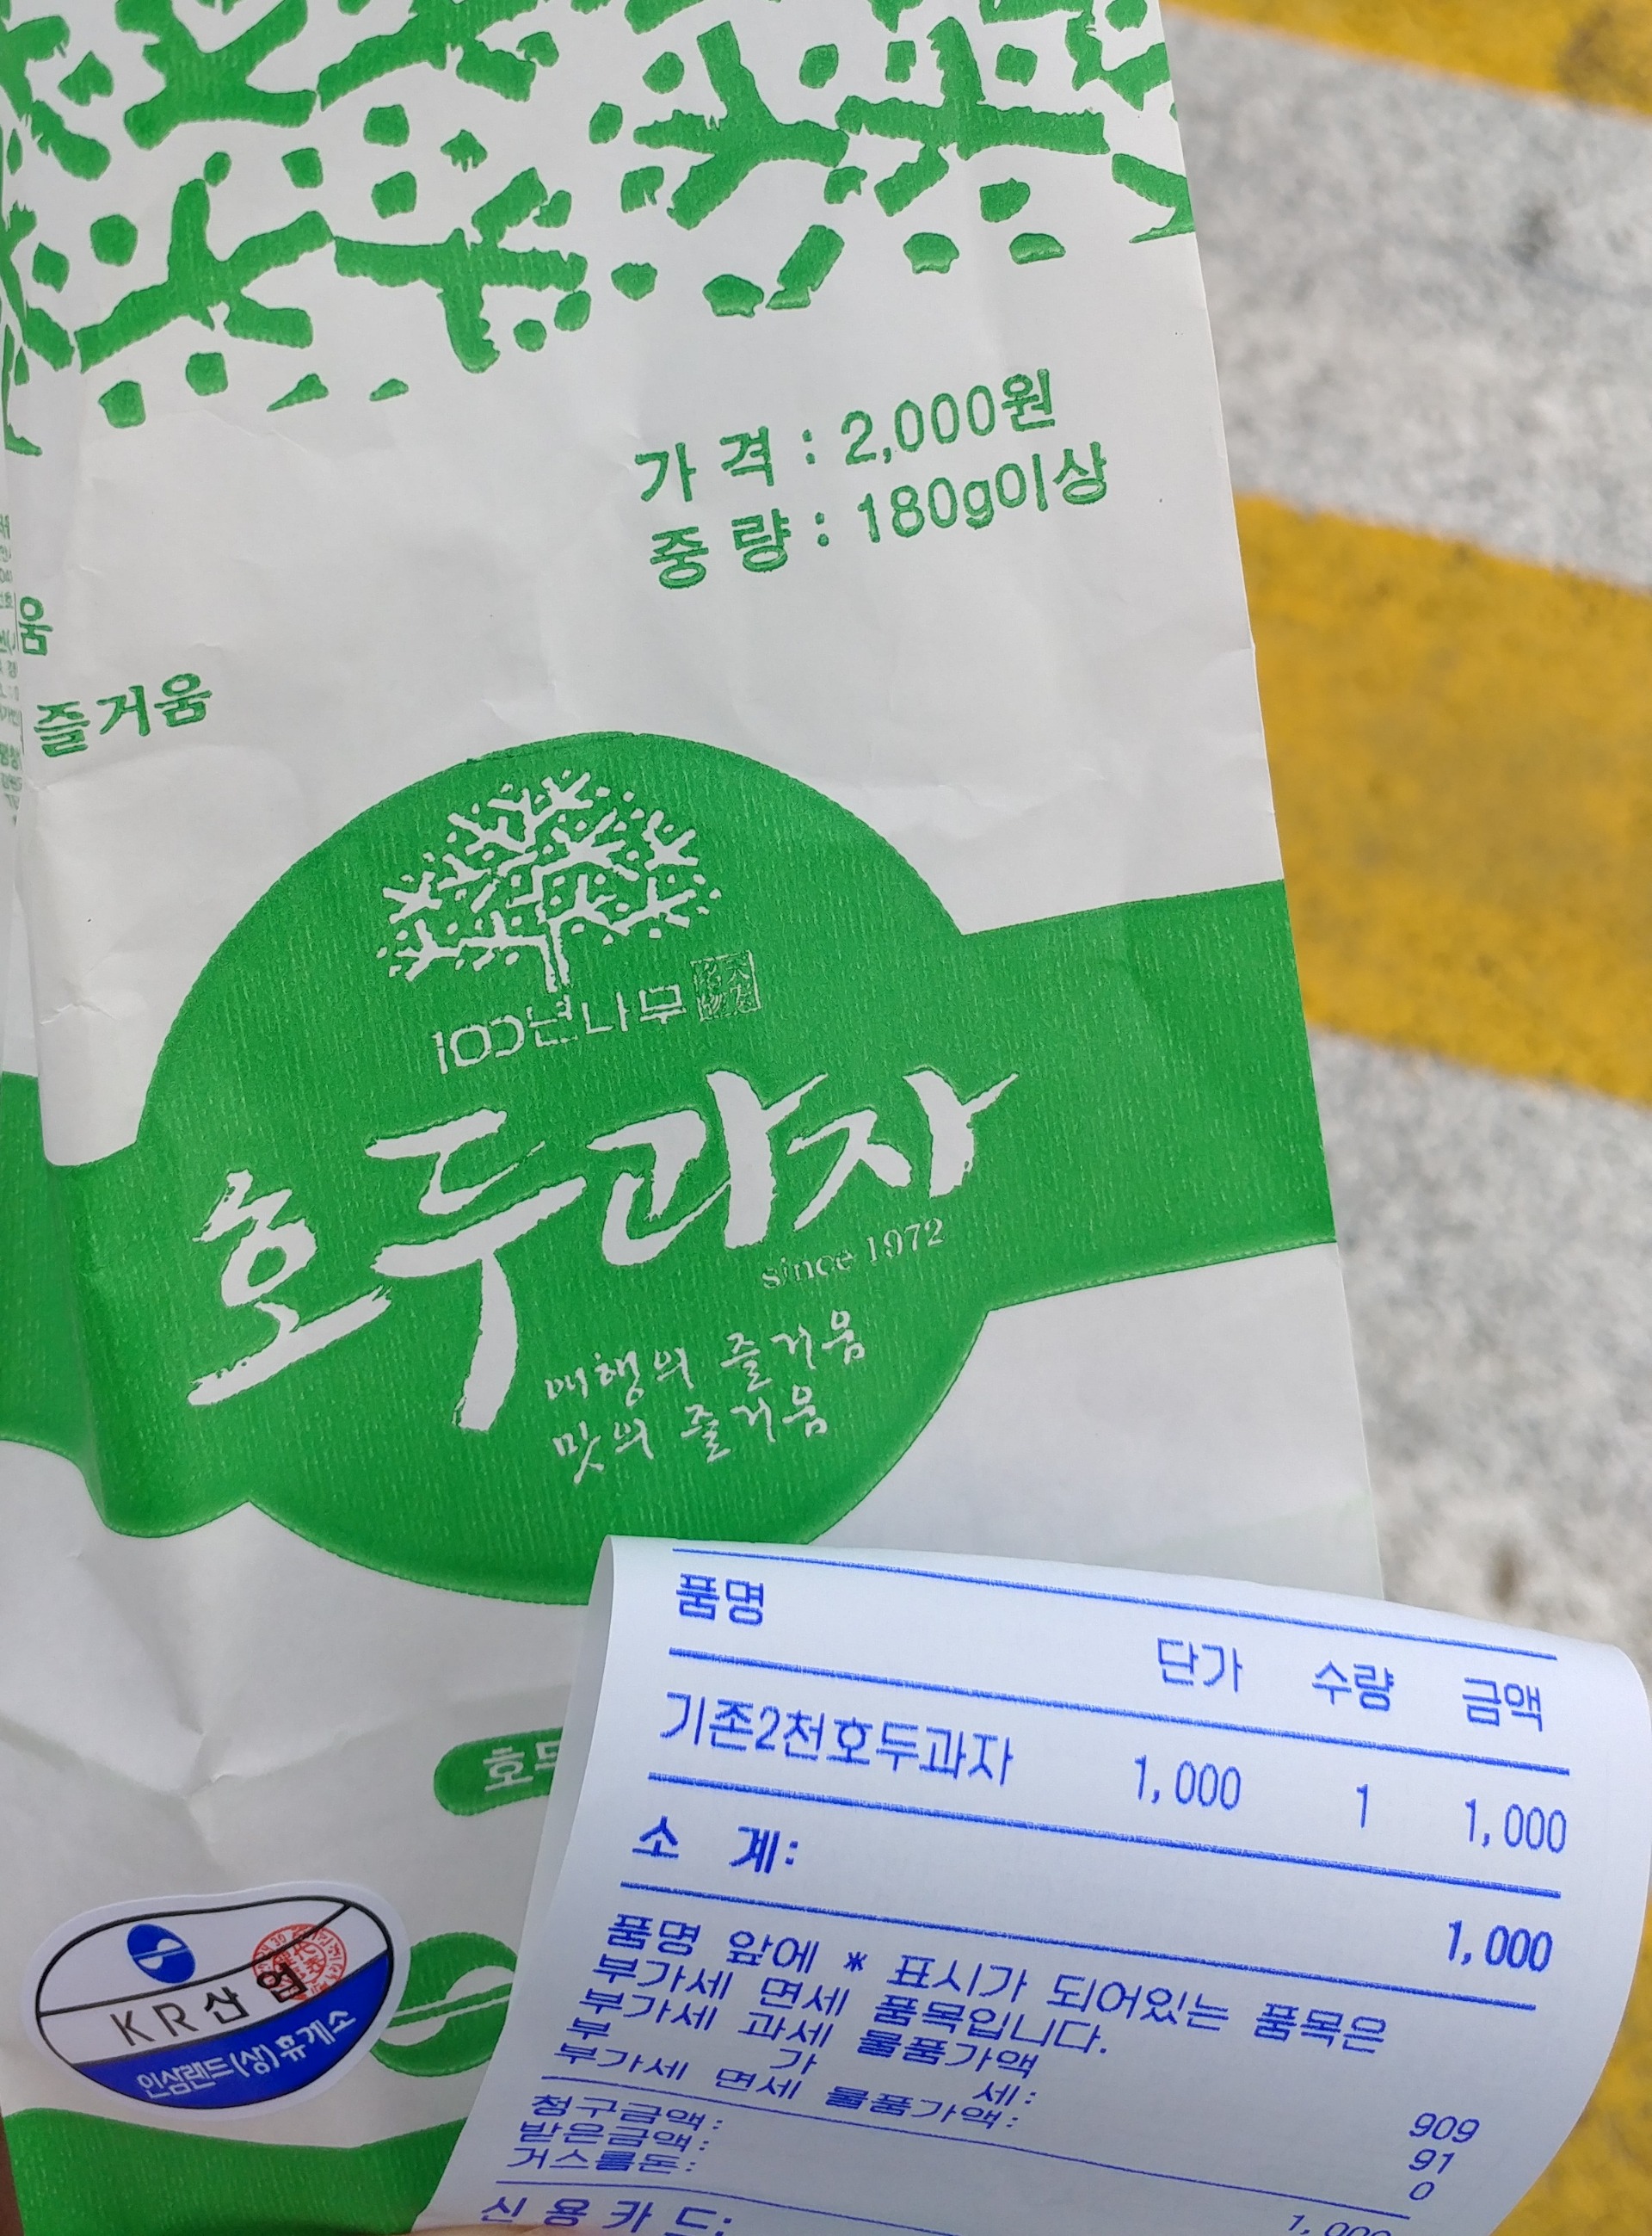 가 격 : 2,000원
중 량 : 180g이상
움
즐거움
100년나무
호두과자
since 1972
여행의 즐거움
맛의 즐거움
호두
KR산업
인삼랜드(상)휴게소
품명 단가 수량 금액
기존2천호두과자 1,000 1 1,000
소 계: 1,000
품명 앞에 * 표시가 되어있는 품목은
부가세 면세 품목입니다.
부가세 과세 물품가액 909
부 가 세: 91
부가세 면세 물품가액: 0
청구금액: 1,000
받은금액:
거스름돈:
신용카드: